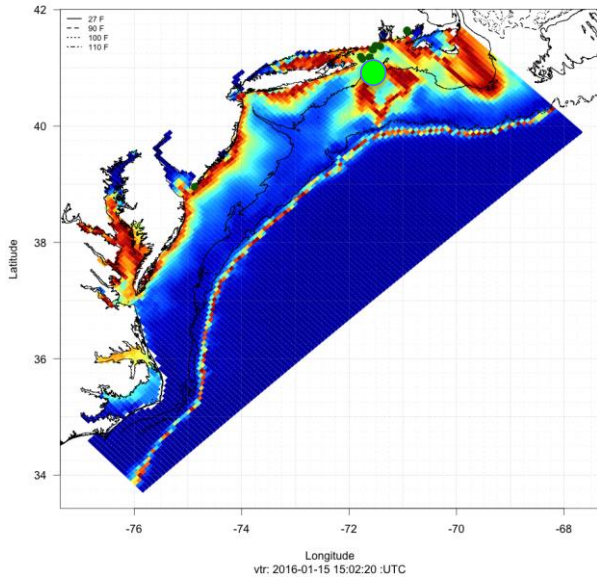 27 F
90 F
100 F
110 F
42
40
38
36
34
Latitude
-76
-74
-72
-70
-68
Longitude
vtr: 2016-01-15 15:02:20 :UTC